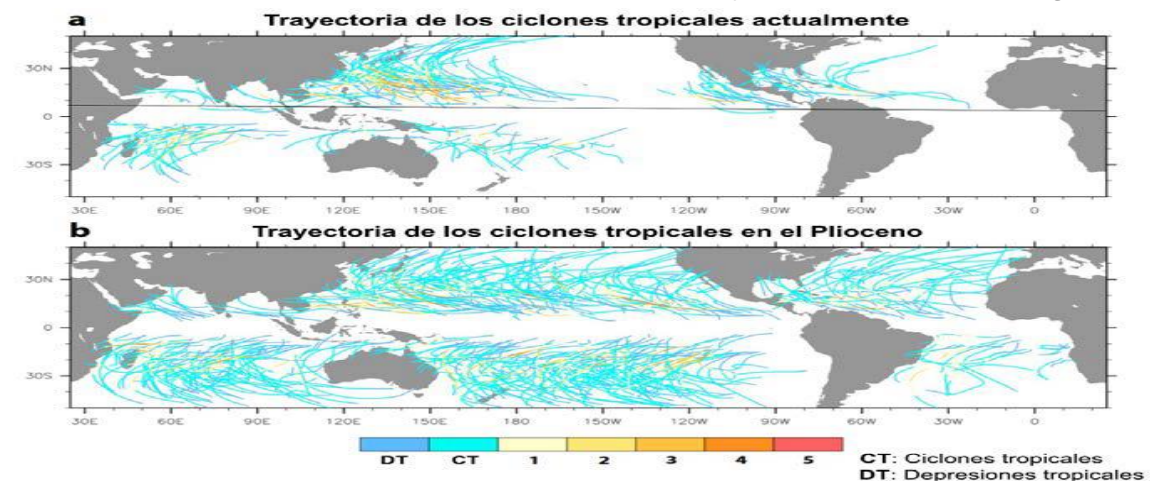 a Trayectoria de los ciclones tropicales actualmente
30N
0
30S
30E 60E 90E 120E 150E 180 150W 120W 90W 60W 30W 0
b Trayectoria de los ciclones tropicales en el Plioceno
30N
0
30S
30E 60E 90E 120E 150E 180 150W 120W 90W 60W 30W 0
DT CT 1 2 3 4 5
CT: Ciclones tropicales
DT: Depresiones tropicales